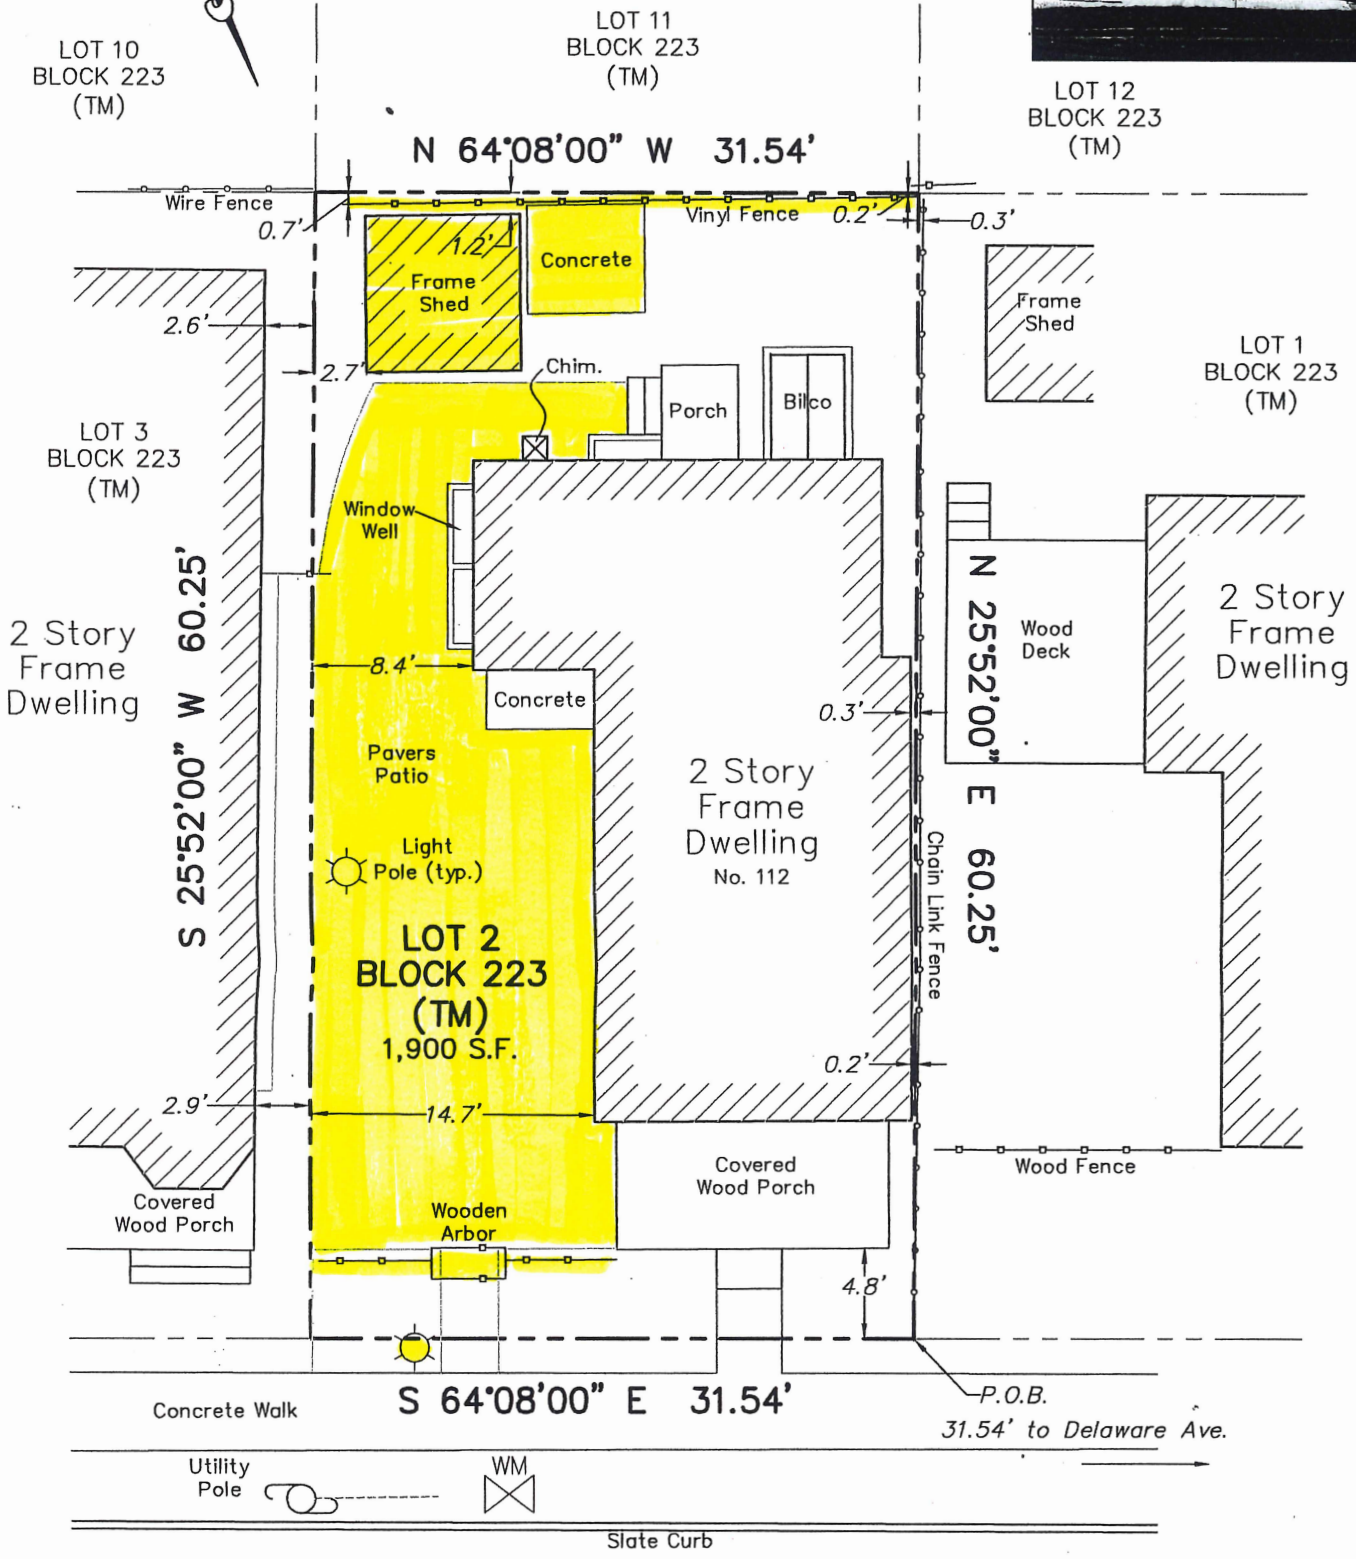 LOT 10
BLOCK 223
(TM)
LOT 11
BLOCK 223
(TM)
LOT 12
BLOCK 223
(TM)
N 64°08'00" W 31.54'
Wire Fence
0.7'
1.2'
Vinyl Fence
0.2'
0.3'
Frame
Shed
Concrete
2.6'
2.7'
Chim.
Porch
Bilco
Frame
Shed
LOT 1
BLOCK 223
(TM)
LOT 3
BLOCK 223
(TM)
Window
Well
S 25°52'00" W 60.25'
N 25°52'00" E 60.25'
2 Story
Frame
Dwelling
Wood
Deck
2 Story
Frame
Dwelling
8.4'
Concrete
0.3'
Pavers
Patio
2 Story
Frame
Dwelling
No. 112
Light
Pole (typ.)
Chain Link Fence
LOT 2
BLOCK 223
(TM)
1,900 S.F.
0.2'
2.9'
14.7'
Covered
Wood Porch
Wood Fence
Covered
Wood Porch
Wooden
Arbor
4.8'
S 64°08'00" E 31.54'
P.O.B.
31.54' to Delaware Ave.
Concrete Walk
Utility
Pole
WM
Slate Curb